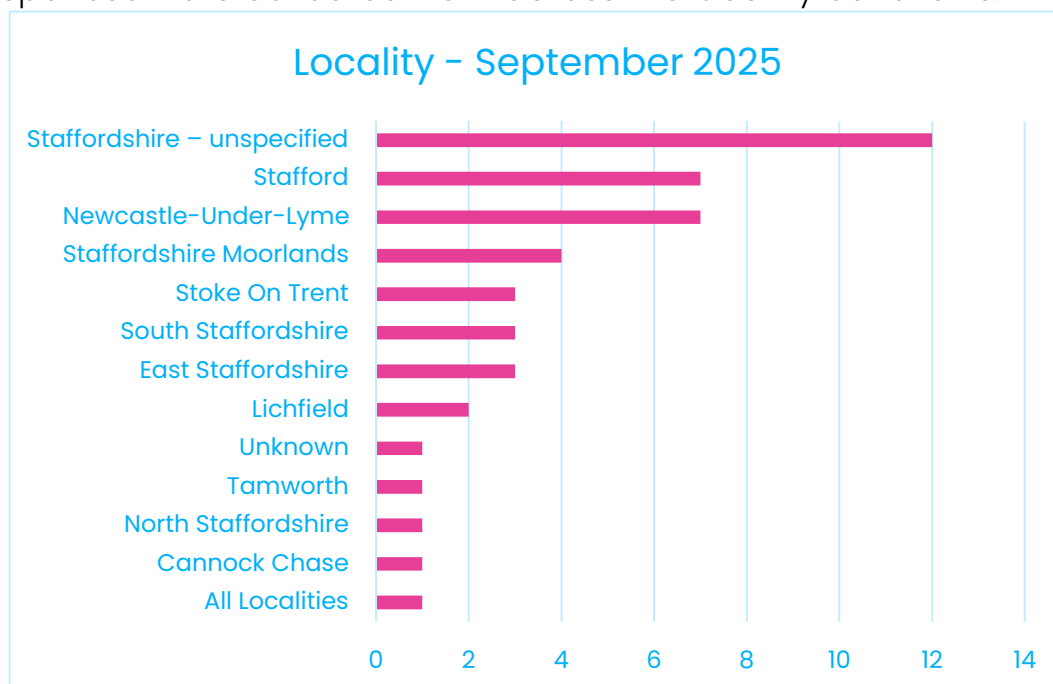 Locality - September 2025
Staffordshire – unspecified
Stafford
Newcastle-Under-Lyme
Staffordshire Moorlands
Stoke On Trent
South Staffordshire
East Staffordshire
Lichfield
Unknown
Tamworth
North Staffordshire
Cannock Chase
All Localities
0 2 4 6 8 10 12 14